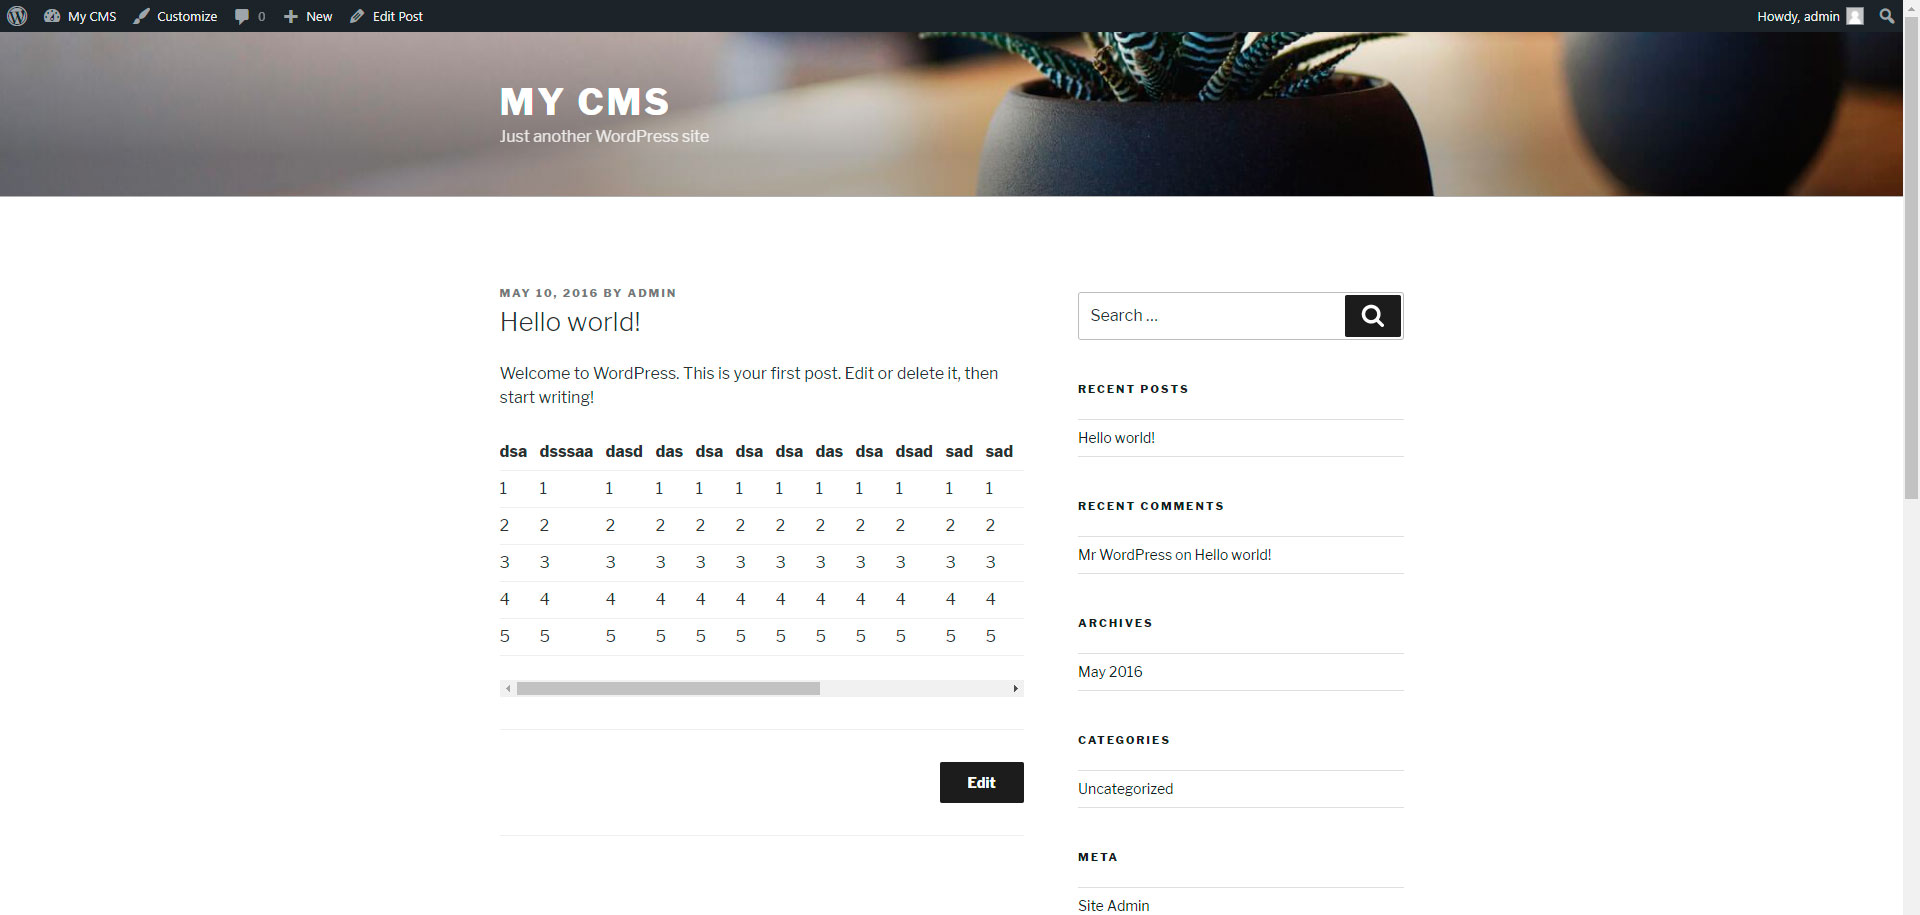 My CMS Customize 0 New Edit Post Howdy, admin
MY CMS
Just another WordPress site
MAY 10, 2016 BY ADMIN
Hello world!
Welcome to WordPress. This is your first post. Edit or delete it, then
start writing!
dsa dsssaa dasd das dsa dsa dsa das dsa dsad sad sad
1 1 1 1 1 1 1 1 1 1 1 1
2 2 2 2 2 2 2 2 2 2 2 2
3 3 3 3 3 3 3 3 3 3 3 3
4 4 4 4 4 4 4 4 4 4 4 4
5 5 5 5 5 5 5 5 5 5 5 5
Edit
Search …
RECENT POSTS
Hello world!
RECENT COMMENTS
Mr WordPress on Hello world!
ARCHIVES
May 2016
CATEGORIES
Uncategorized
META
Site Admin